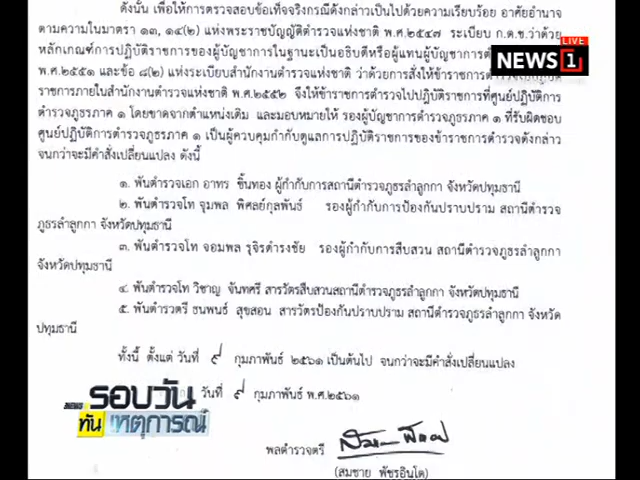 ดังนั้น เพื่อให้การตรวจสอบข้อเท็จจริงกรณีดังกล่าวเป็นไปด้วยความเรียบร้อย อาศัยอำนาจ
ตามความในมาตรา ๑๓, ๑๔(๒) แห่งพระราชบัญญัติตำรวจแห่งชาติ พ.ศ.๒๕๔๗ ระเบียบ ก.ต.ช.ว่าด้วย
หลักเกณฑ์การปฏิบัติราชการของผู้บัญชาการในฐานะเป็นอธิบดีหรือผู้แทนผู้บัญชาการ
LIVE
NEWS 1
พ.ศ.๒๕๕๑ และข้อ ๘(๒) แห่งระเบียบสำนักงานตำรวจแห่งชาติ ว่าด้วยการสั่งให้ข้าราชการ
ราชการภายในสำนักงานตำรวจแห่งชาติ พ.ศ.๒๕๕๒ จึงให้ข้าราชการตำรวจไปปฏิบัติราชการที่ศูนย์ปฏิบัติการ
ตำรวจภูธรภาค ๑ โดยขาดจากตำแหน่งเดิม และมอบหมายให้ รองผู้บัญชาการตำรวจภูธรภาค ๑ ที่รับผิดชอบ
ศูนย์ปฏิบัติการตำรวจภูธรภาค ๑ เป็นผู้ควบคุมกำกับดูแลการปฏิบัติราชการของข้าราชการตำรวจดังกล่าว
จนกว่าจะมีคำสั่งเปลี่ยนแปลง ดังนี้
๑. พันตำรวจเอก อาทร ชิ้นทอง ผู้กำกับการสถานีตำรวจภูธรลำลูกกา จังหวัดปทุมธานี
๒. พันตำรวจโท จุมพล พิศลย์กุลพันธ์ รองผู้กำกับการป้องกันปราบปราม สถานีตำรวจ
ภูธรลำลูกกา จังหวัดปทุมธานี
๓. พันตำรวจโท จอมพล รุจิรดำรงชัย รองผู้กำกับการสืบสวน สถานีตำรวจภูธรลำลูกกา
จังหวัดปทุมธานี
๔ พันตำรวจโท วิชาญ จันทศรี สารวัตรสืบสวนสถานีตำรวจภูธรลำลูกกา จังหวัดปทุมธานี
๕. พันตำรวจตรี ธนพนธ์ สุขสอน สารวัตรป้องกันปราบปราม สถานีตำรวจภูธรลำลูกกา จังหวัด
ปทุมธานี
ทั้งนี้ ตั้งแต่ วันที่ ๙ กุมภาพันธ์ ๒๕๖๑ เป็นต้นไป จนกว่าจะมีคำสั่งเปลี่ยนแปลง
วันที่ ๙ กุมภาพันธ์ พ.ศ.๒๕๖๑
รอบวัน
ทัน เหตุการณ์
พลตำรวจตรี
(สมชาย พัชรอินโต)